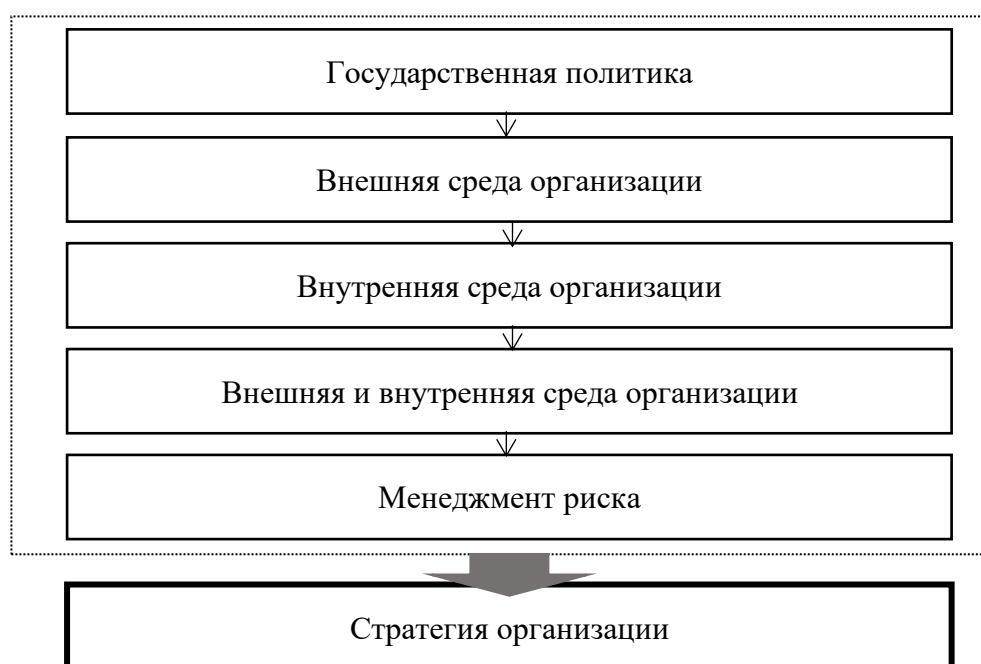 Государственная политика
Внешняя среда организации
Внутренняя среда организации
Внешняя и внутренняя среда организации
Менеджмент риска
Стратегия организации